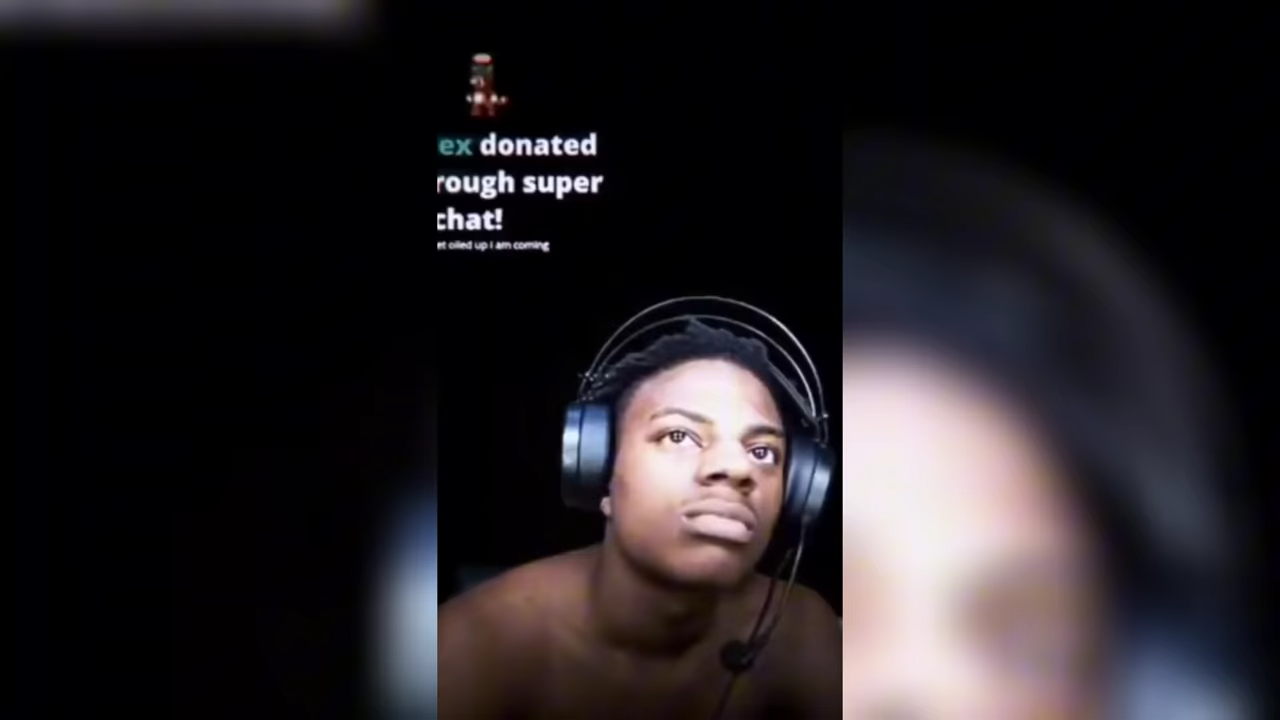 ex donated
rough super
chat!
et oiled up i am coming